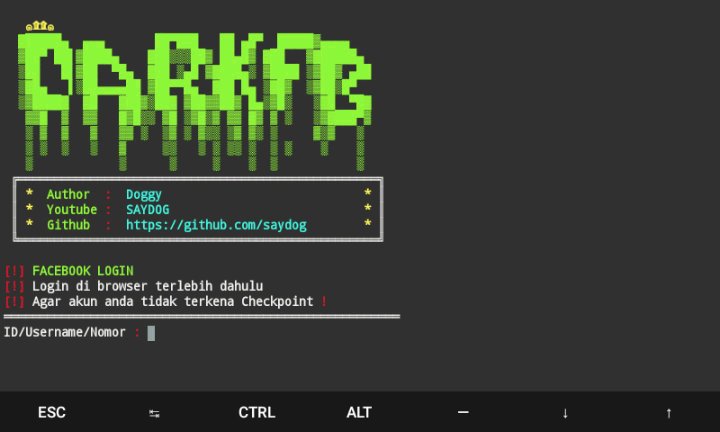 DARKFB
* Author : Doggy *
* Youtube : SAYDOG *
* Github : https://github.com/saydog *
[!] FACEBOOK LOGIN
[!] Login di browser terlebih dahulu
[!] Agar akun anda tidak terkena Checkpoint !
ID/Username/Nomor :
ESC ↹ CTRL ALT — ↓ ↑